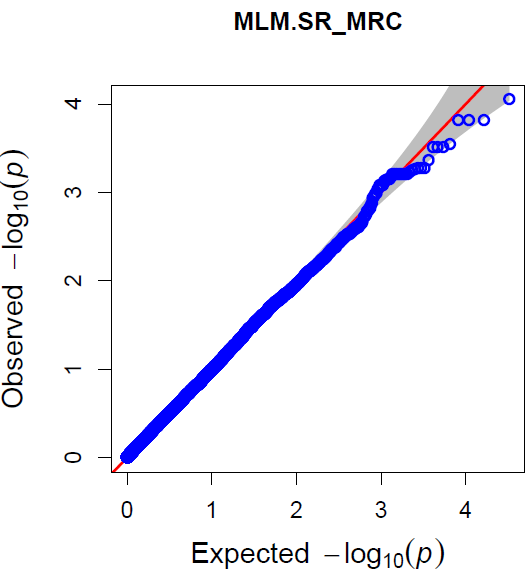 MLM.SR_MRC
Observed −log10(p)
4
3
2
1
0
0 1 2 3 4
Expected −log10(p)